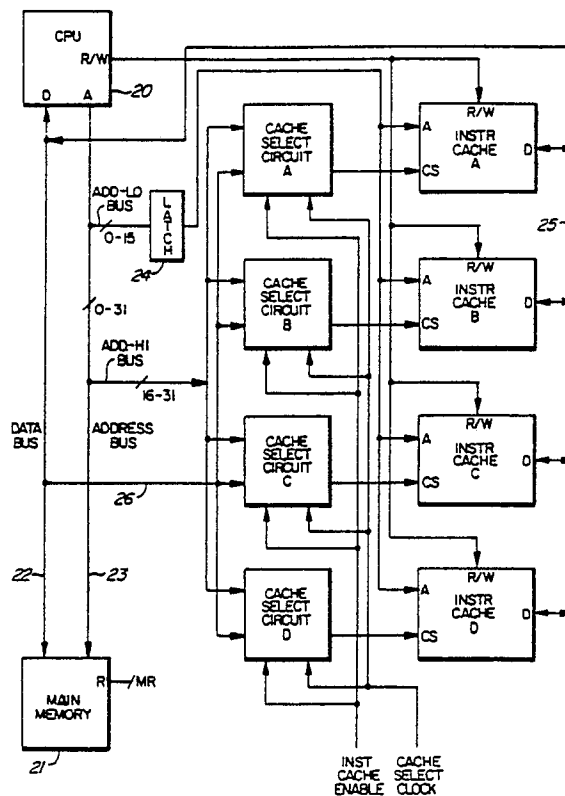 CPU
R/W
D
A
20
ADD-LO
BUS
0-15
LATCH
24
0-31
ADD-HI
BUS
16-31
DATA
BUS
ADDRESS
BUS
26
22
23
MAIN
MEMORY
R
/MR
21
CACHE
SELECT
CIRCUIT
A
CACHE
SELECT
CIRCUIT
B
CACHE
SELECT
CIRCUIT
C
CACHE
SELECT
CIRCUIT
D
R/W
A
INSTR
CACHE
A
D
CS
25
R/W
A
INSTR
CACHE
B
D
CS
R/W
A
INSTR
CACHE
C
D
CS
R/W
A
INSTR
CACHE
D
D
CS
INST
CACHE
ENABLE
CACHE
SELECT
CLOCK